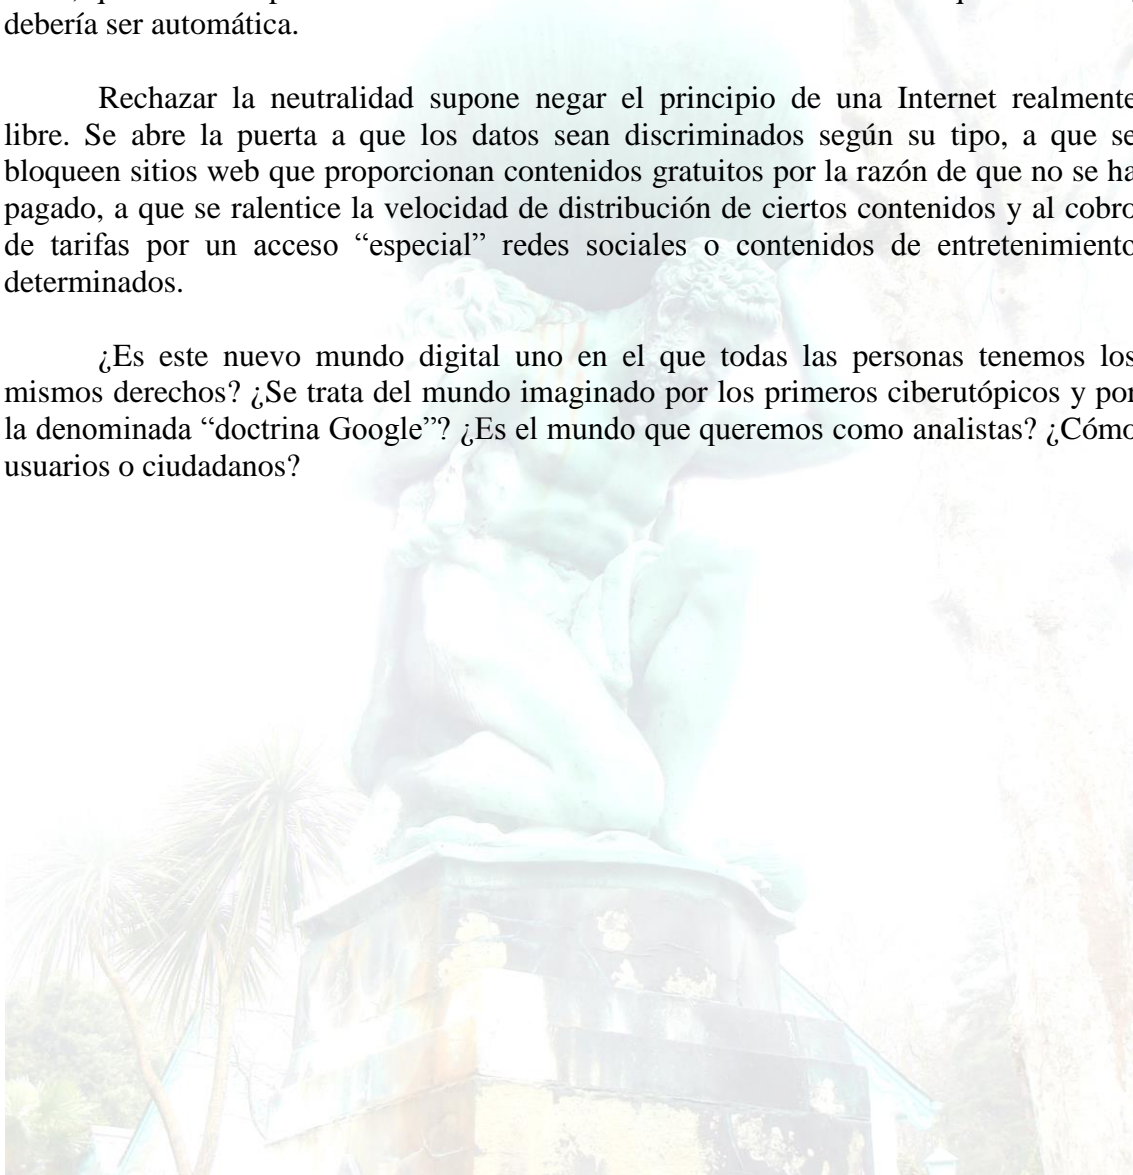 debería ser automática.
Rechazar la neutralidad supone negar el principio de una Internet realmente
libre. Se abre la puerta a que los datos sean discriminados según su tipo, a que se
bloqueen sitios web que proporcionan contenidos gratuitos por la razón de que no se ha
pagado, a que se ralentice la velocidad de distribución de ciertos contenidos y al cobro
de tarifas por un acceso “especial” redes sociales o contenidos de entretenimiento
determinados.
¿Es este nuevo mundo digital uno en el que todas las personas tenemos los
mismos derechos? ¿Se trata del mundo imaginado por los primeros ciberutópicos y por
la denominada “doctrina Google”? ¿Es el mundo que queremos como analistas? ¿Cómo
usuarios o ciudadanos?